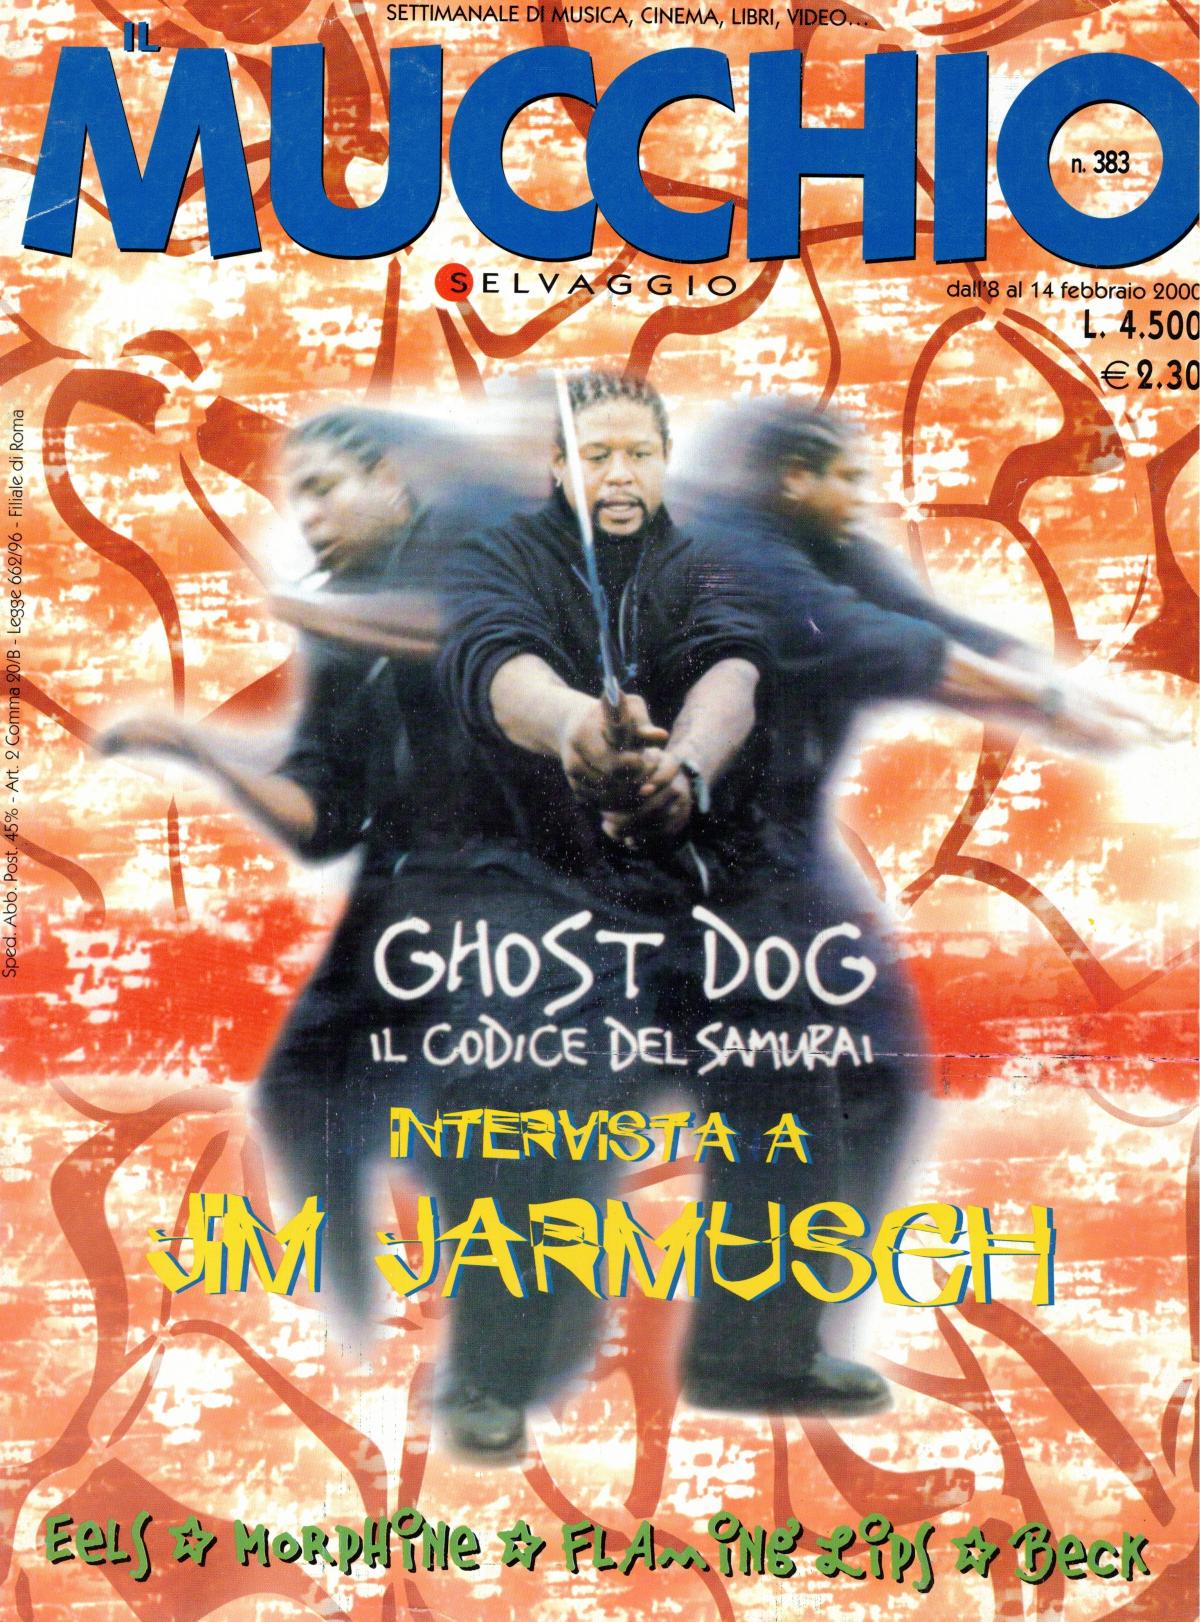 SETTIMANALE DI MUSICA, CINEMA, LIBRI, VIDEO...
IL
MUCCHIO
n. 383
SELVAGGIO
dall'8 al 14 febbraio 2000
L. 4.500
€ 2.30
Sped. Abb. Post. 45% - Art. 2 Comma 20/B - Legge 662/96 - Filiale di Roma
GHOST DOG
IL CODICE DEL SAMURAI
INTERVISTA A
JIM JARMUSCH
EELS ☆ MORPHINE ☆ FLAMING LIPS ☆ BECK